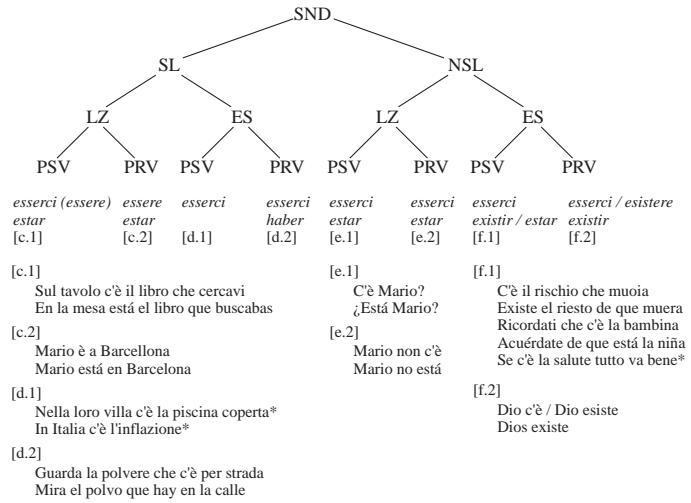 SND
SL NSL
LZ ES LZ ES
PSV PRV PSV PRV PSV PRV PSV PRV
esserci (essere) essere esserci esserci esserci esserci esserci esserci / esistere
estar estar haber estar estar existir / estar existir
[c.1] [c.2] [d.1] [d.2] [e.1] [e.2] [f.1] [f.2]
[c.1]
Sul tavolo c'è il libro che cercavi
En la mesa está el libro que buscabas
[c.2]
Mario è a Barcellona
Mario está en Barcelona
[d.1]
Nella loro villa c'è la piscina coperta*
In Italia c'è l'inflazione*
[d.2]
Guarda la polvere che c'è per strada
Mira el polvo que hay en la calle
[e.1]
C'è Mario?
¿Está Mario?
[e.2]
Mario non c'è
Mario no está
[f.1]
C'è il rischio che muoia
Existe el riesto de que muera
Ricordati che c'è la bambina
Acuérdate de que está la niña
Se c'è la salute tutto va bene*
[f.2]
Dio c'è / Dio esiste
Dios existe